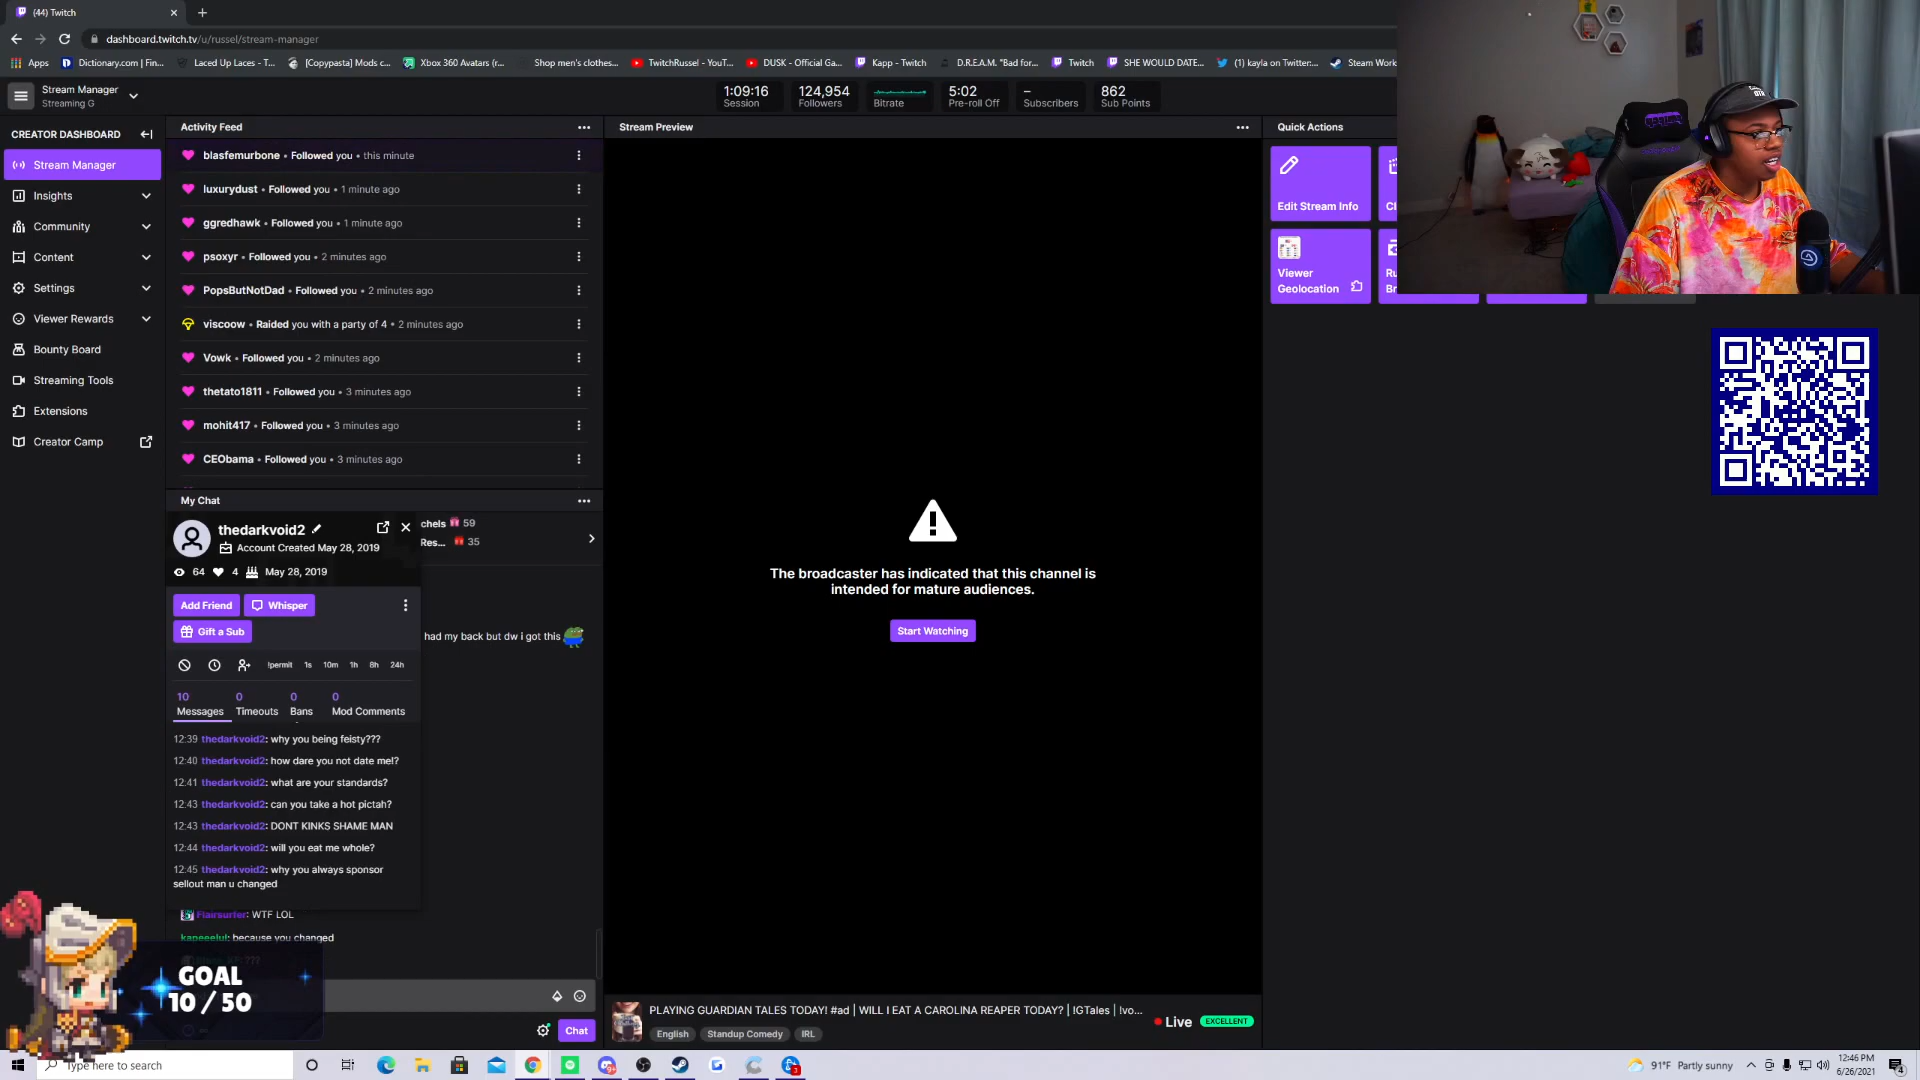 (44) Twitch
dashboard.twitch.tv/u/russel/stream-manager
Apps
Dictionary.com | Fin...
Laced Up Laces - T...
[Copypasta] Mods c...
Xbox 360 Avatars (r...
Shop men's clothes...
TwitchRussel - YouT...
DUSK - Official Ga...
Kapp - Twitch
D.R.E.A.M. "Bad for...
Twitch
SHE WOULD DATE...
(1) kayla on Twitter:...
Steam Work
Stream Manager
Streaming G
1:09:16
Session
124,954
Followers
Bitrate
5:02
Pre-roll Off
–
Subscribers
862
Sub Points
CREATOR DASHBOARD
Stream Manager
Insights
Community
Content
Settings
Viewer Rewards
Bounty Board
Streaming Tools
Extensions
Creator Camp
Activity Feed
blasfemurbone • Followed you • this minute
luxurydust • Followed you • 1 minute ago
ggredhawk • Followed you • 1 minute ago
psoxyr • Followed you • 2 minutes ago
PopsButNotDad • Followed you • 2 minutes ago
viscoow • Raided you with a party of 4 • 2 minutes ago
Vowk • Followed you • 2 minutes ago
thetato1811 • Followed you • 3 minutes ago
mohit417 • Followed you • 3 minutes ago
CEObama • Followed you • 3 minutes ago
My Chat
thedarkvoid2
Account Created May 28, 2019
64 4 May 28, 2019
chels 59
Res... 35
Add Friend
Whisper
Gift a Sub
had my back but dw i got this
!permit 1s 10m 1h 8h 24h
10 0 0 0
Messages Timeouts Bans Mod Comments
12:39 thedarkvoid2: why you being feisty???
12:40 thedarkvoid2: how dare you not date me!?
12:41 thedarkvoid2: what are your standards?
12:43 thedarkvoid2: can you take a hot pictah?
12:43 thedarkvoid2: DONT KINKS SHAME MAN
12:44 thedarkvoid2: will you eat me whole?
12:45 thedarkvoid2: why you always sponsor
sellout man u changed
Flairsurfer: WTF LOL
kaneeelul: because you changed
GOAL
10 / 50
Chat
Stream Preview
The broadcaster has indicated that this channel is
intended for mature audiences.
Start Watching
PLAYING GUARDIAN TALES TODAY! #ad | WILL I EAT A CAROLINA REAPER TODAY? | IGTales | !vo...
English
Standup Comedy
IRL
Live
EXCELLENT
Quick Actions
Edit Stream Info
Viewer
Geolocation
Type here to search
91°F Partly sunny
12:46 PM
6/26/2021